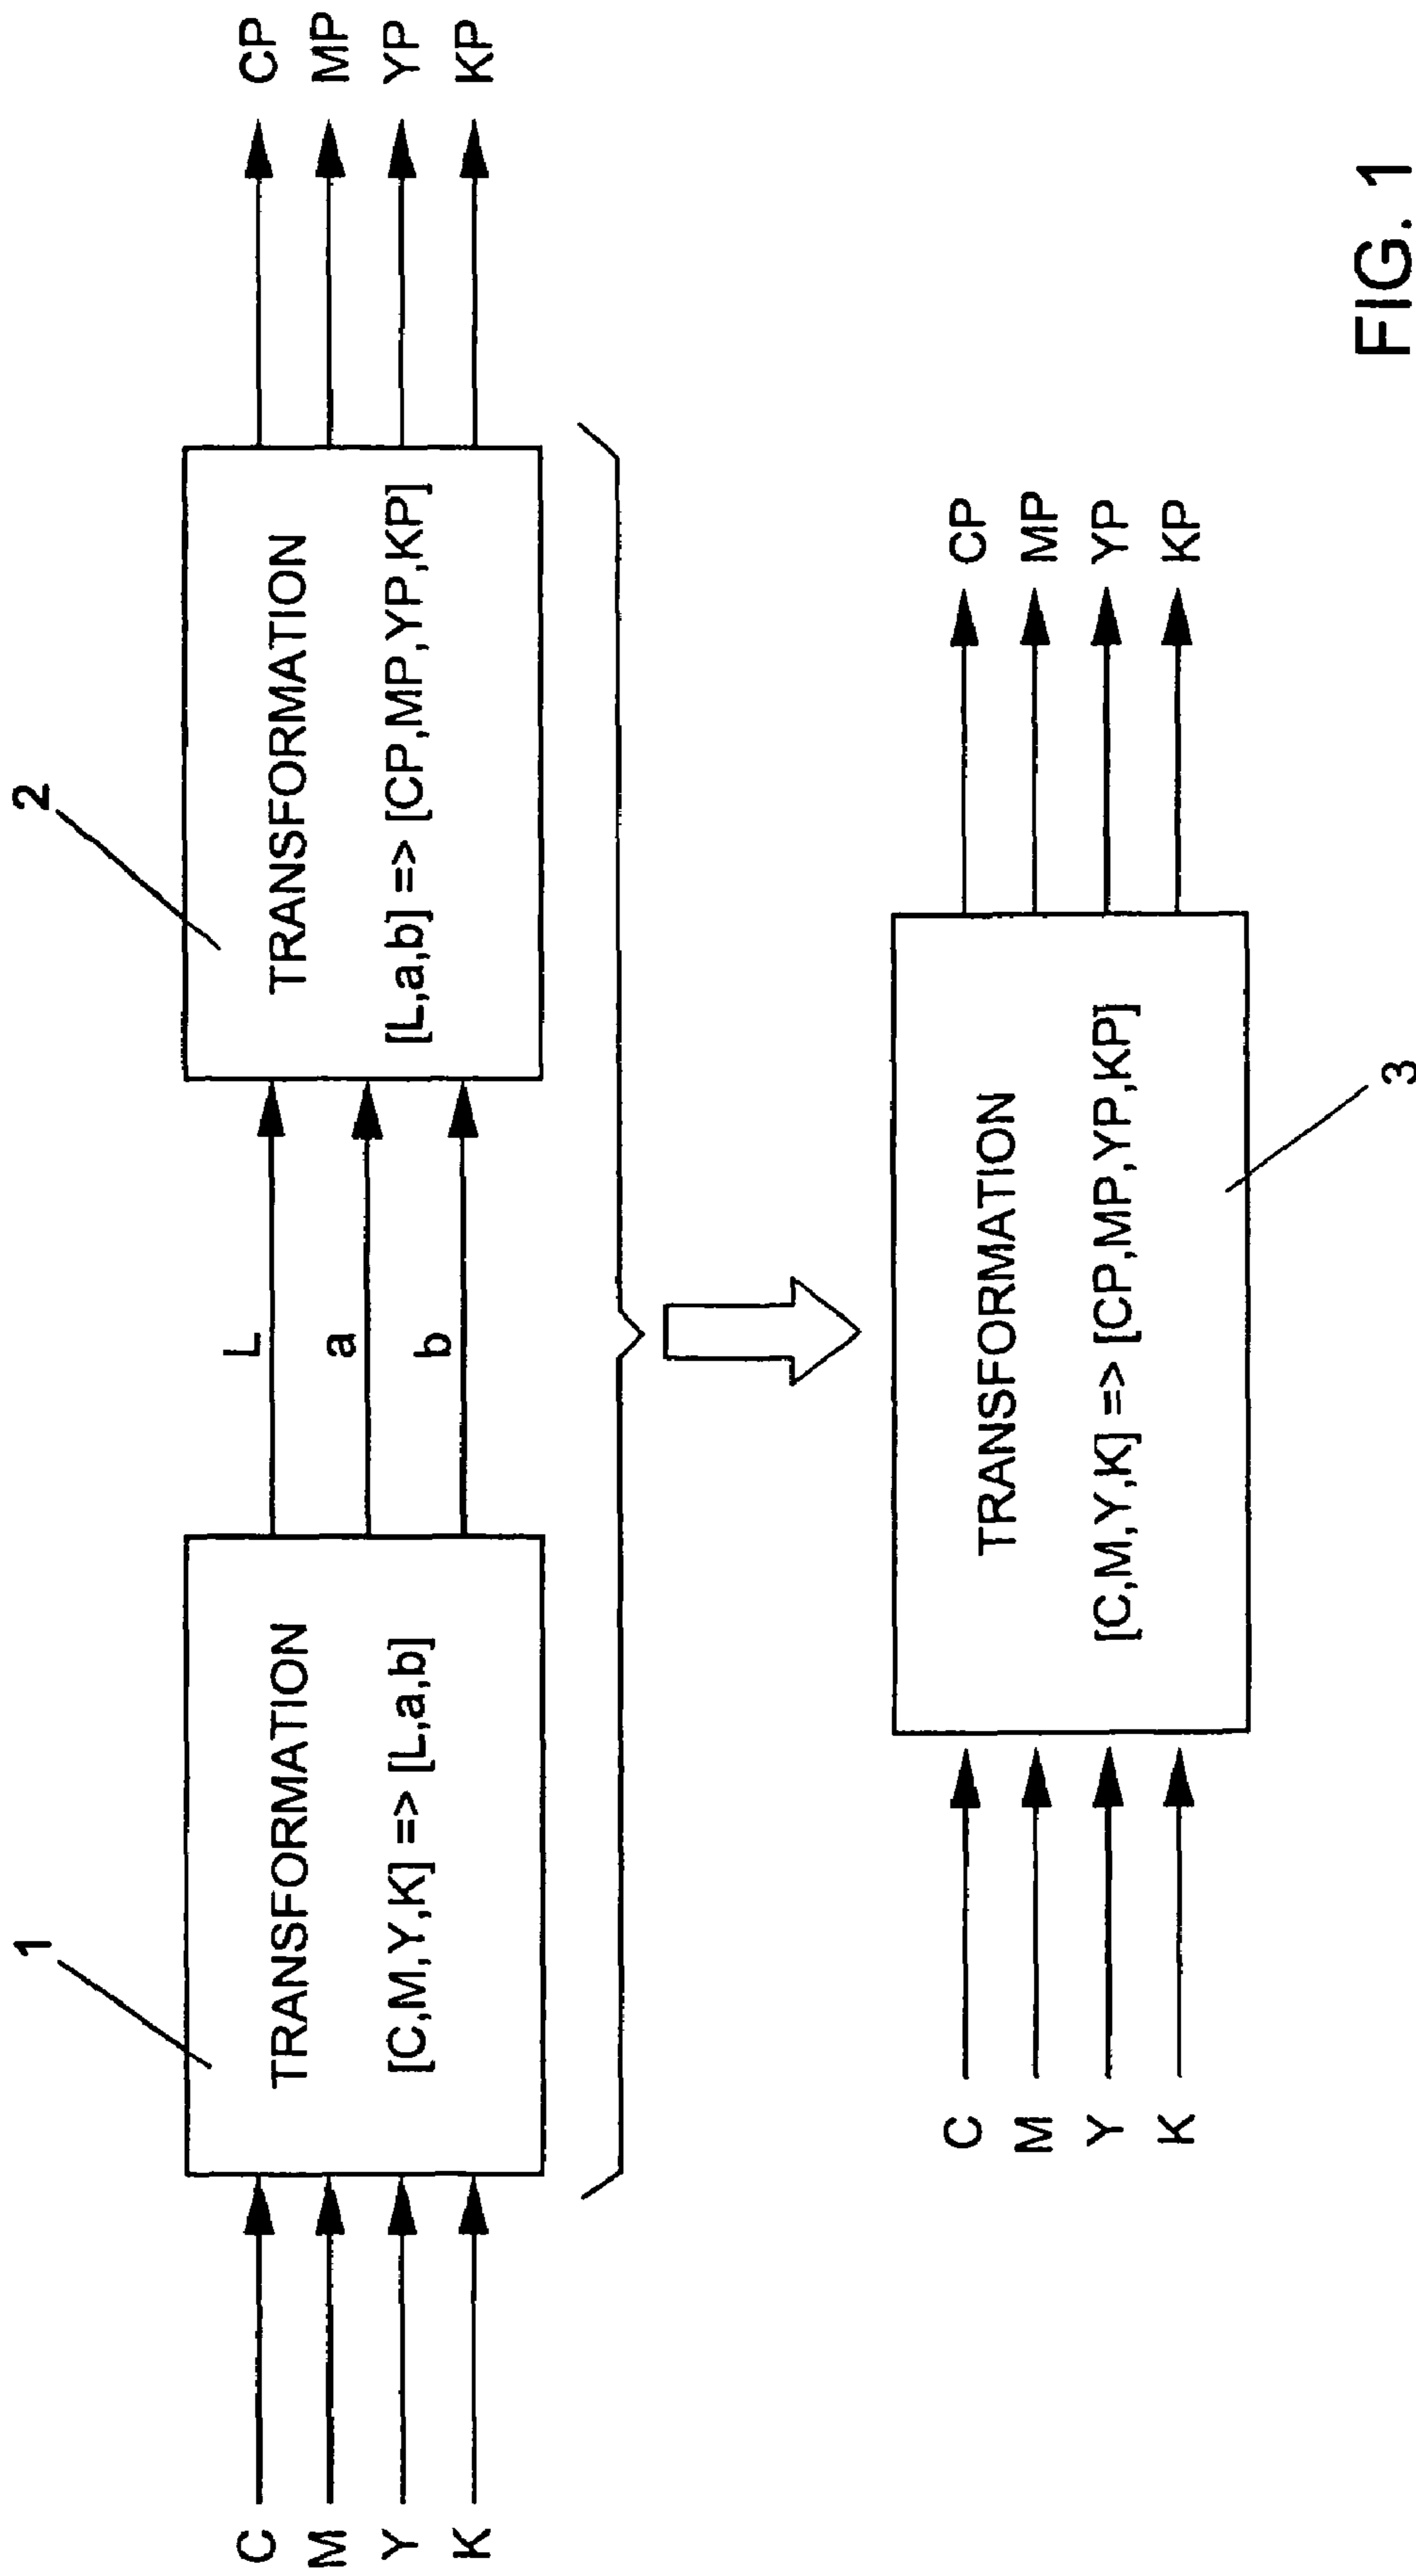 1
2
C
M
Y
K
TRANSFORMATION
[C,M,Y,K] => [L,a,b]
L
a
b
TRANSFORMATION
[L,a,b] => [CP,MP,YP,KP]
CP
MP
YP
KP
C
M
Y
K
TRANSFORMATION
[C,M,Y,K] => [CP,MP,YP,KP]
CP
MP
YP
KP
3
FIG. 1